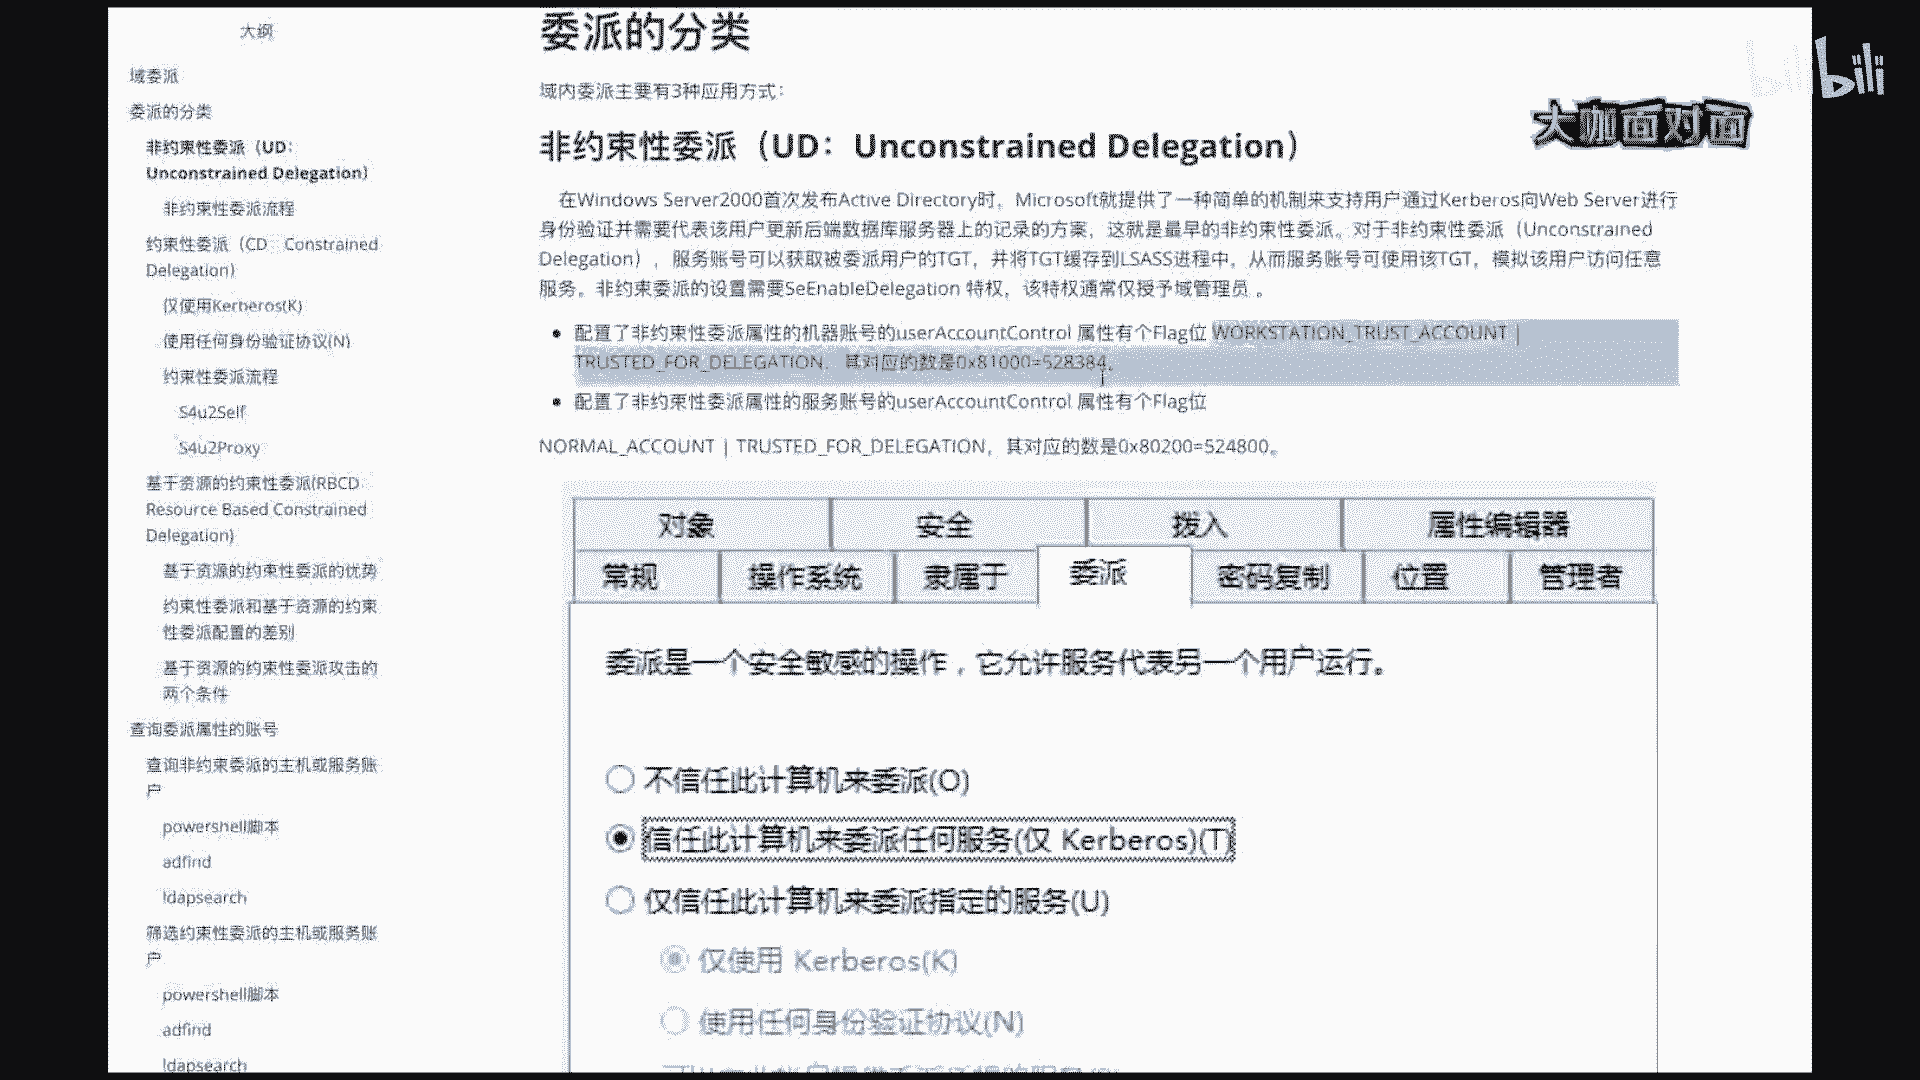 大纲
域委派
委派的分类
非约束性委派（UD：
Unconstrained Delegation）
非约束性委派流程
约束性委派（CD：Constrained
Delegation）
仅使用Kerberos(K)
使用任何身份验证协议(N)
约束性委派流程
S4u2Self
S4u2Proxy
基于资源的约束性委派(RBCD
Resource Based Constrained
Delegation)
基于资源的约束性委派的优势
约束性委派和基于资源的约束
性委派配置的差别
基于资源的约束性委派攻击的
两个条件
查询委派属性的账号
查询非约束委派的主机或服务账
户
powershell脚本
adfind
ldapsearch
筛选约束性委派的主机或服务账
户
powershell脚本
adfind
ldapsearch
委派的分类
域内委派主要有3种应用方式：
非约束性委派（UD：Unconstrained Delegation）
在Windows Server2000首次发布Active Directory时，Microsoft就提供了一种简单的机制来支持用户通过Kerberos向Web Server进行
身份验证并需要代表该用户更新后端数据库服务器上的记录的方案，这就是最早的非约束性委派。对于非约束性委派（Unconstrained
Delegation），服务账号可以获取被委派用户的TGT，并将TGT缓存到LSASS进程中，从而服务账号可使用该TGT，模拟该用户访问任意
服务。非约束委派的设置需要SeEnableDelegation 特权，该特权通常仅授予域管理员 。
配置了非约束性委派属性的机器账号的userAccountControl 属性有个Flag位 WORKSTATION_TRUST_ACCOUNT |
TRUSTED_FOR_DELEGATION，其对应的数是0x81000=528384。
配置了非约束性委派属性的服务账号的userAccountControl 属性有个Flag位
NORMAL_ACCOUNT | TRUSTED_FOR_DELEGATION，其对应的数是0x80200=524800。
对象 安全 拨入 属性编辑器
常规 操作系统 隶属于 委派 密码复制 位置 管理者
委派是一个安全敏感的操作，它允许服务代表另一个用户运行。
不信任此计算机来委派(O)
信任此计算机来委派任何服务(仅 Kerberos)(T)
仅信任此计算机来委派指定的服务(U)
仅使用 Kerberos(K)
使用任何身份验证协议(N)
大咖面对面
bilibili